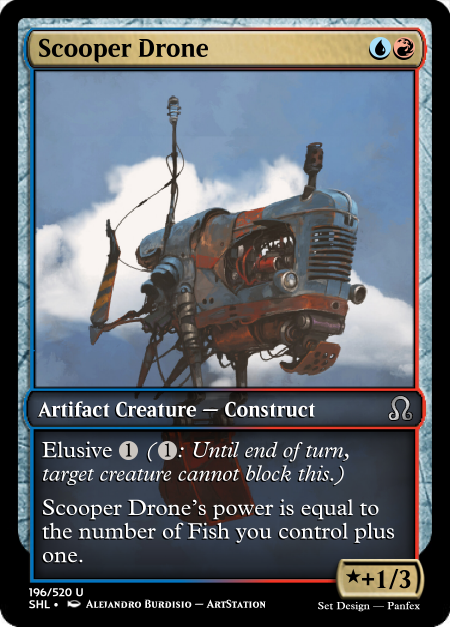 Scooper Drone
Artifact Creature — Construct
Elusive 1 (1: Until end of turn,
target creature cannot block this.)
Scooper Drone's power is equal to
the number of Fish you control plus
one.
★+1/3
196/520 U
SHL • Alejandro Burdisio — ArtStation
Set Design — Panfex